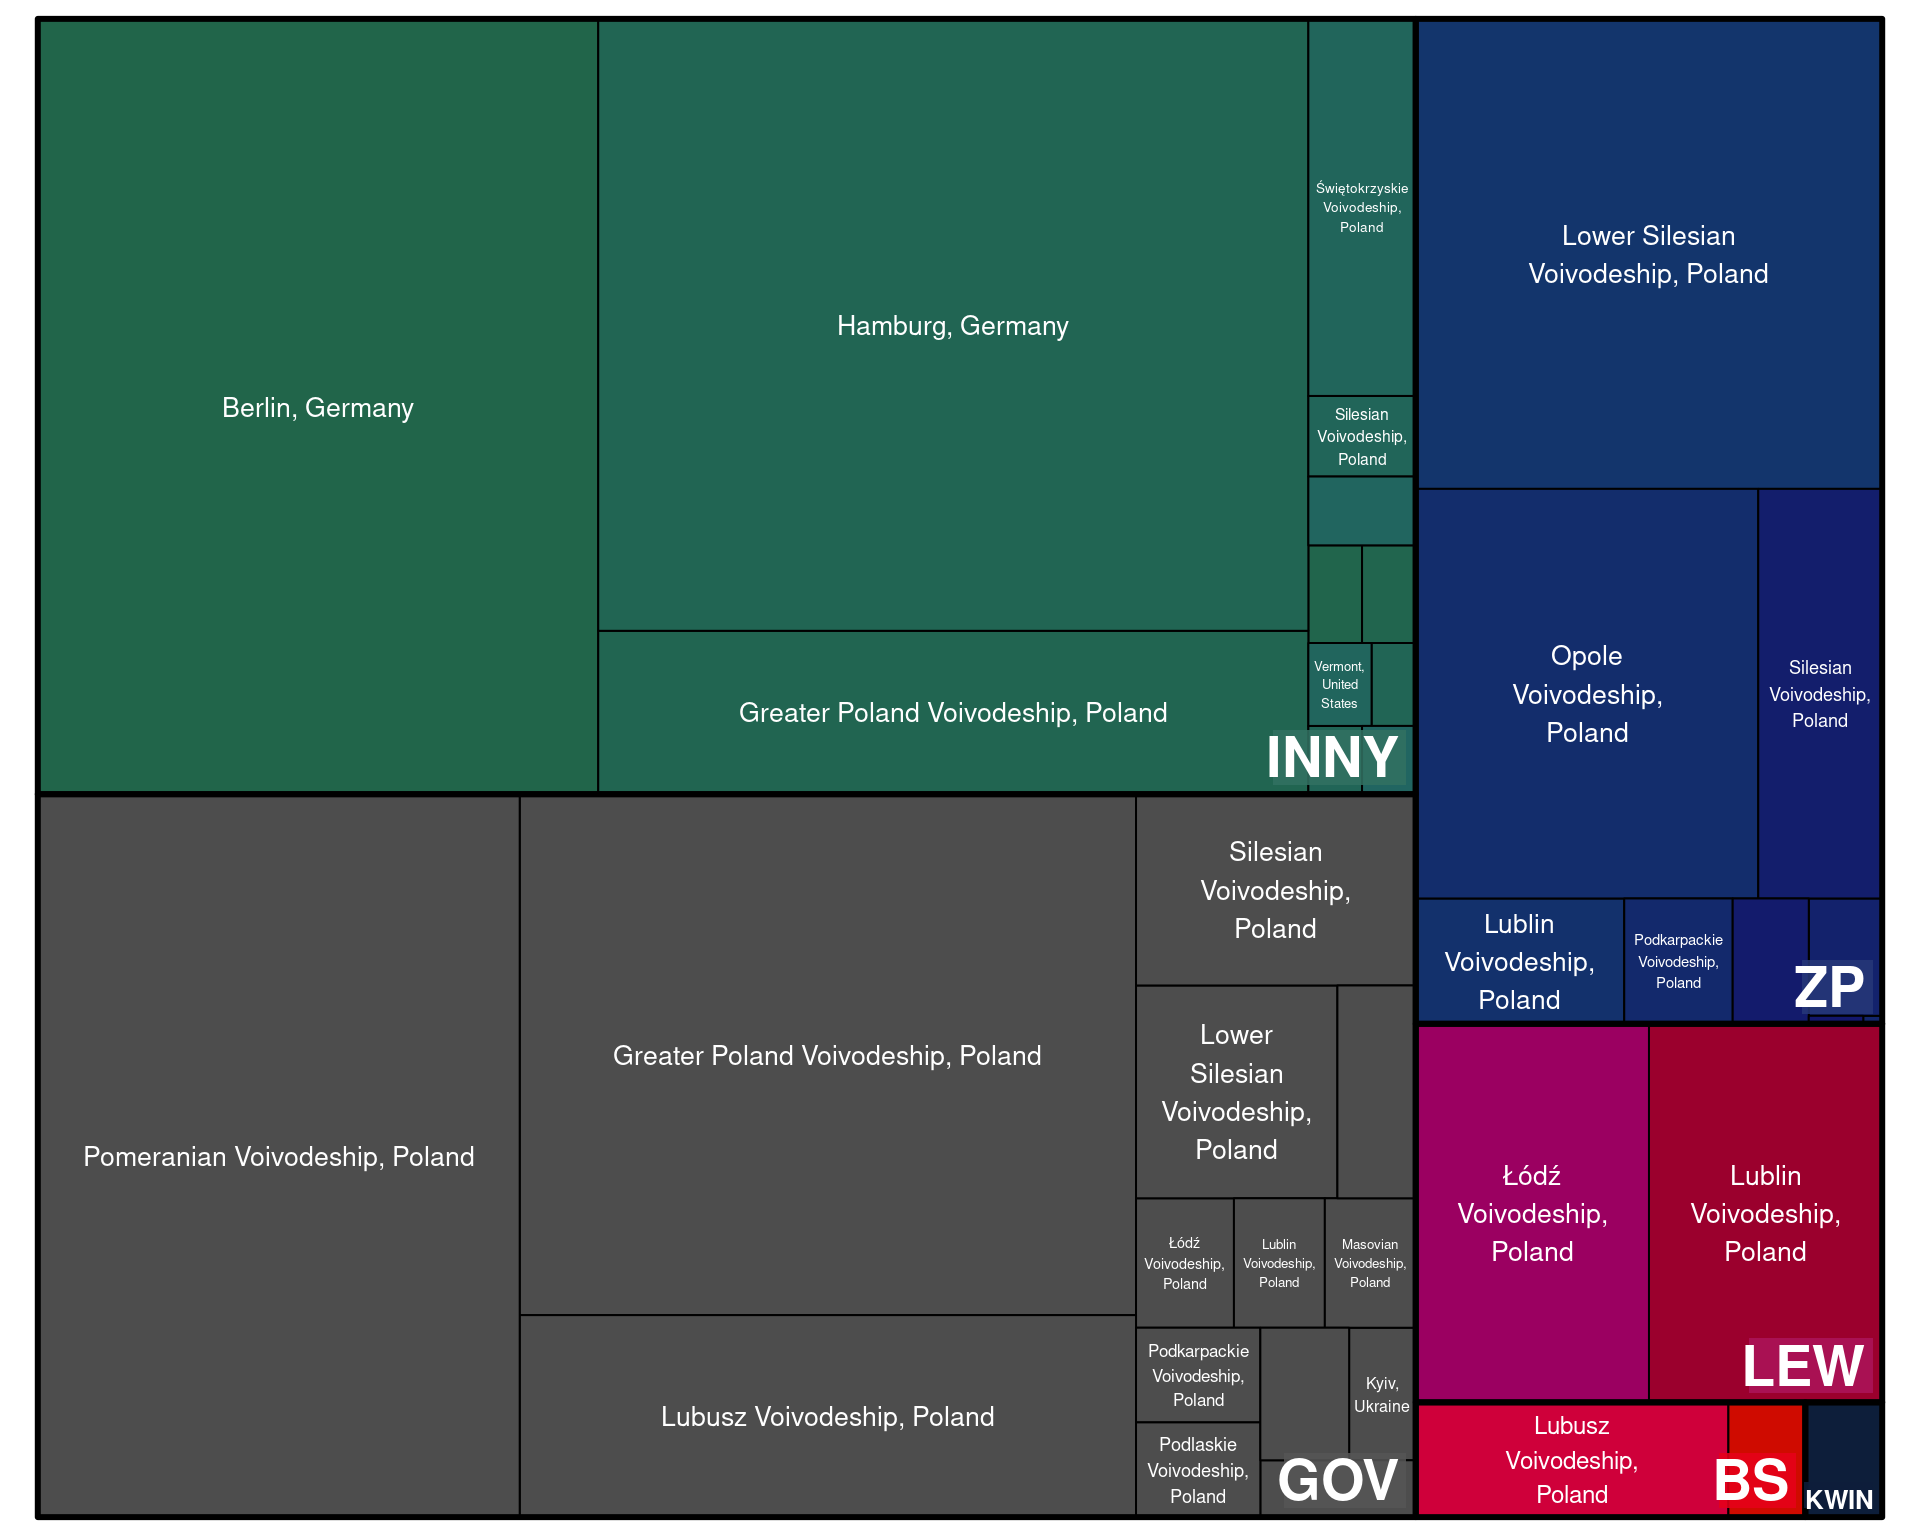 Berlin, Germany
Hamburg, Germany
Greater Poland Voivodeship, Poland
Świętokrzyskie
Voivodeship,
Poland
Silesian
Voivodeship,
Poland
Vermont,
United
States
INNY
Pomeranian Voivodeship, Poland
Greater Poland Voivodeship, Poland
Lubusz Voivodeship, Poland
Silesian
Voivodeship,
Poland
Lower
Silesian
Voivodeship,
Poland
Łódź
Voivodeship,
Poland
Lublin
Voivodeship,
Poland
Masovian
Voivodeship,
Poland
Podkarpackie
Voivodeship,
Poland
Kyiv,
Ukraine
Podlaskie
Voivodeship,
Poland
GOV
Lower Silesian
Voivodeship, Poland
Opole
Voivodeship,
Poland
Silesian
Voivodeship,
Poland
Lublin
Voivodeship,
Poland
Podkarpackie
Voivodeship,
Poland
ZP
Łódź
Voivodeship,
Poland
Lublin
Voivodeship,
Poland
LEW
Lubusz
Voivodeship,
Poland
BS
KWIN